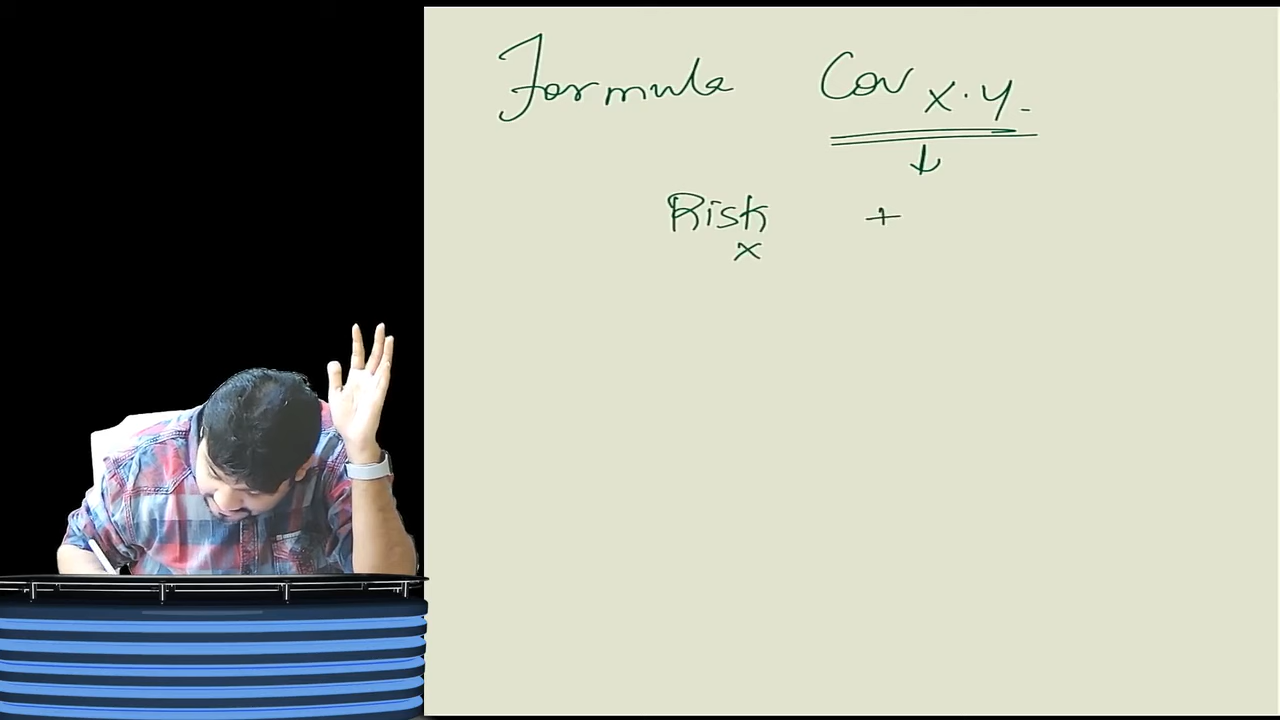 Formula Cov x.y.
↓
Risk +
x